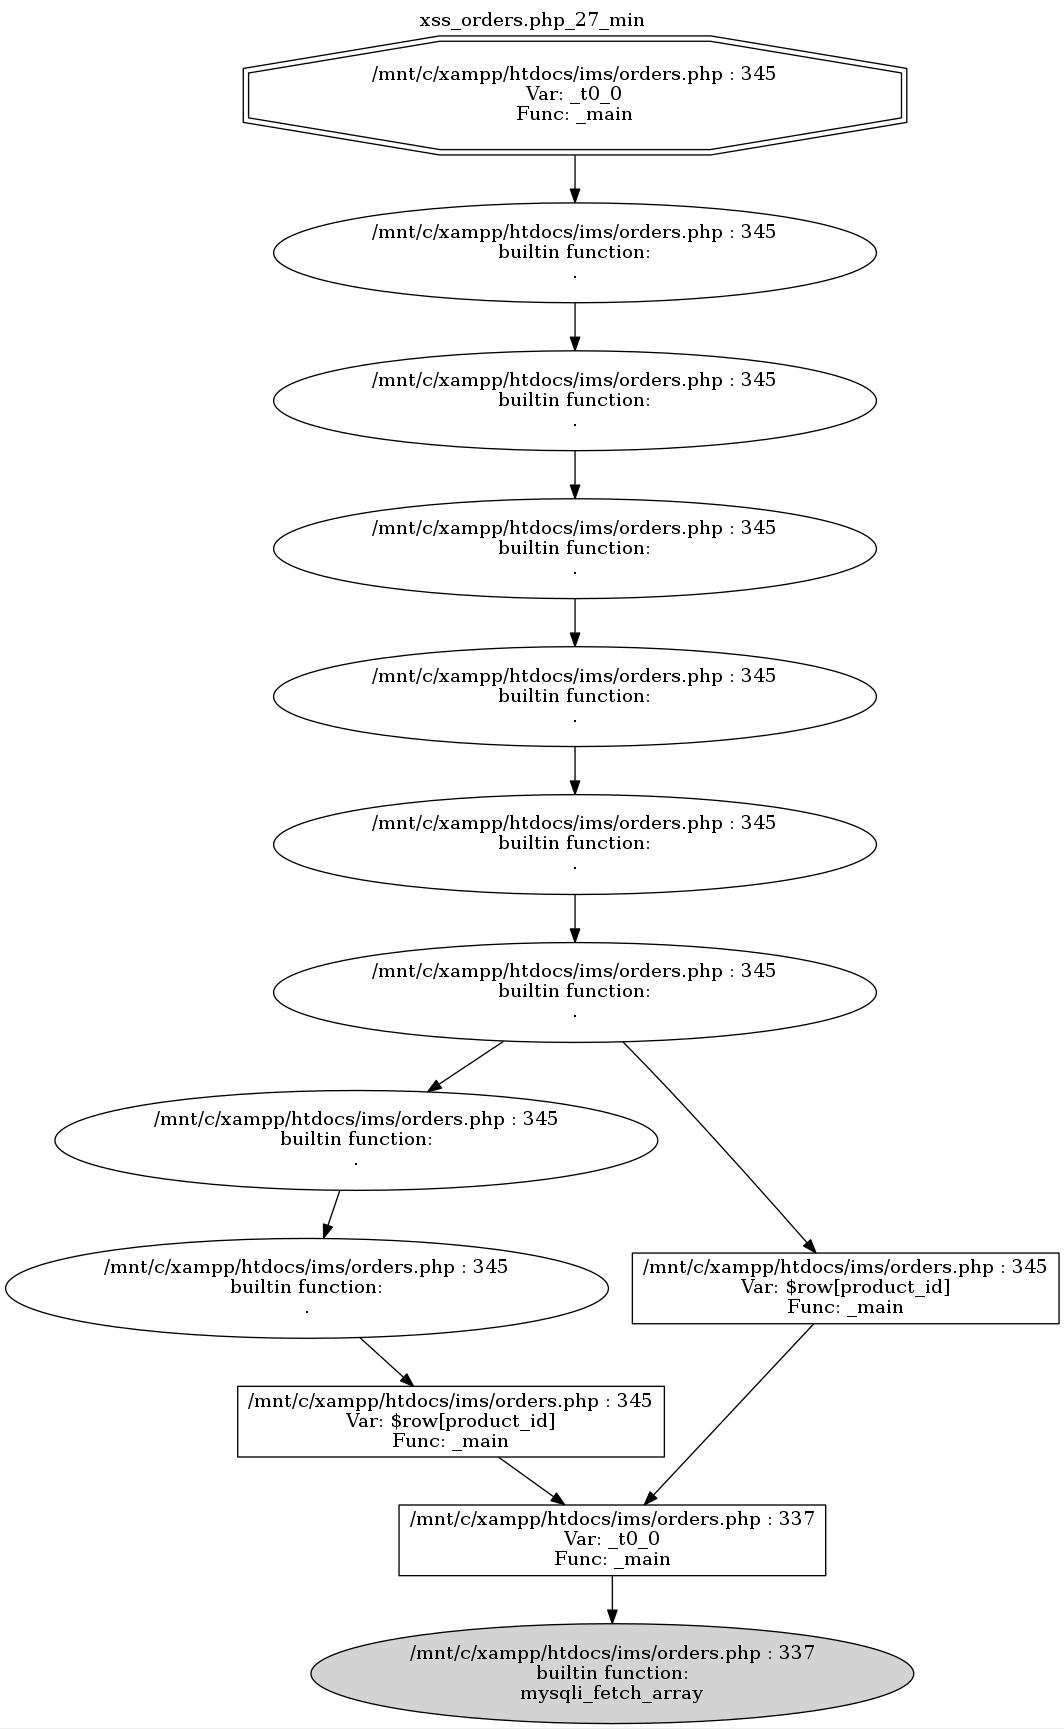 xss_orders.php_27_min
/mnt/c/xampp/htdocs/ims/orders.php : 345
Var: _t0_0
Func: _main
/mnt/c/xampp/htdocs/ims/orders.php : 345
builtin function:
.
/mnt/c/xampp/htdocs/ims/orders.php : 345
builtin function:
.
/mnt/c/xampp/htdocs/ims/orders.php : 345
builtin function:
.
/mnt/c/xampp/htdocs/ims/orders.php : 345
builtin function:
.
/mnt/c/xampp/htdocs/ims/orders.php : 345
builtin function:
.
/mnt/c/xampp/htdocs/ims/orders.php : 345
builtin function:
.
/mnt/c/xampp/htdocs/ims/orders.php : 345
builtin function:
.
/mnt/c/xampp/htdocs/ims/orders.php : 345
builtin function:
.
/mnt/c/xampp/htdocs/ims/orders.php : 345
Var: $row[product_id]
Func: _main
/mnt/c/xampp/htdocs/ims/orders.php : 345
Var: $row[product_id]
Func: _main
/mnt/c/xampp/htdocs/ims/orders.php : 337
Var: _t0_0
Func: _main
/mnt/c/xampp/htdocs/ims/orders.php : 337
builtin function:
mysqli_fetch_array